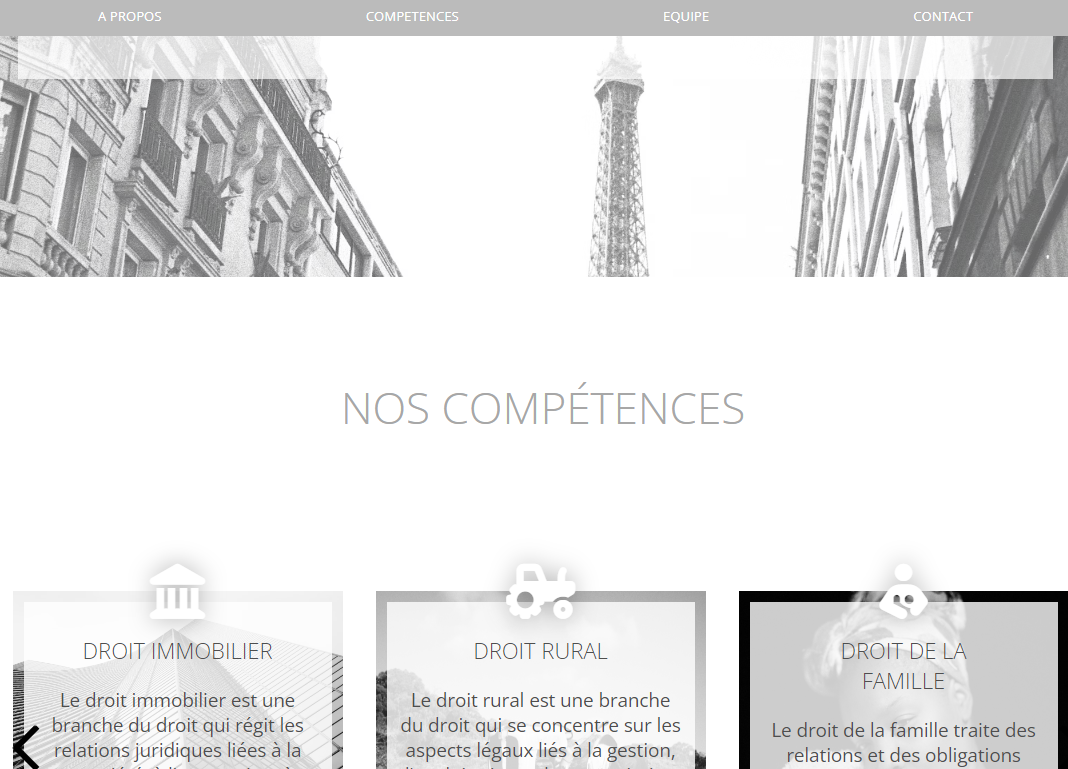 A PROPOS
COMPETENCES
EQUIPE
CONTACT
NOS COMPÉTENCES
DROIT IMMOBILIER
Le droit immobilier est une
branche du droit qui régit les
relations juridiques liées à la
DROIT RURAL
Le droit rural est une branche
du droit qui se concentre sur les
aspects légaux liés à la gestion,
DROIT DE LA
FAMILLE
Le droit de la famille traite des
relations et des obligations